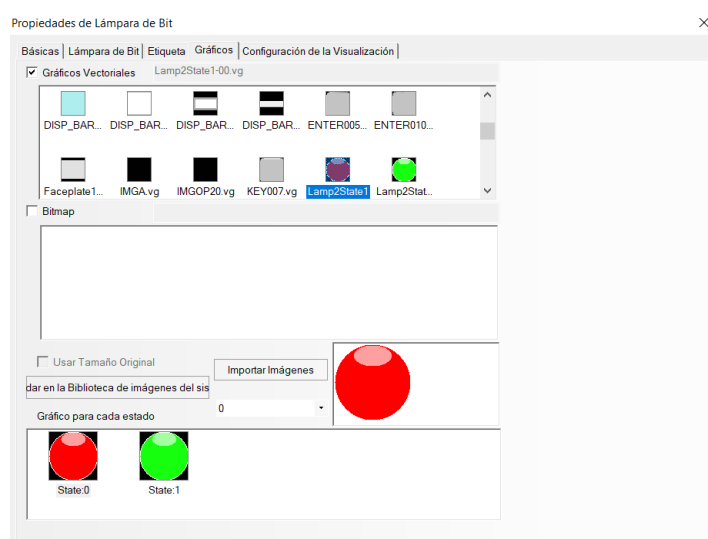 Propiedades de Lámpara de Bit
Básicas Lámpara de Bit Etiqueta Gráficos Configuración de la Visualización
Gráficos Vectoriales Lamp2State1-00.vg
DISP_BAR... DISP_BAR... DISP_BAR... DISP_BAR... ENTER005... ENTER010...
Faceplate1... IMGA.vg IMGOP20.vg KEY007.vg Lamp2State1 Lamp2Stat...
Bitmap
Usar Tamaño Original
Importar Imágenes
dar en la Biblioteca de imágenes del sis
0
Gráfico para cada estado
State:0 State:1